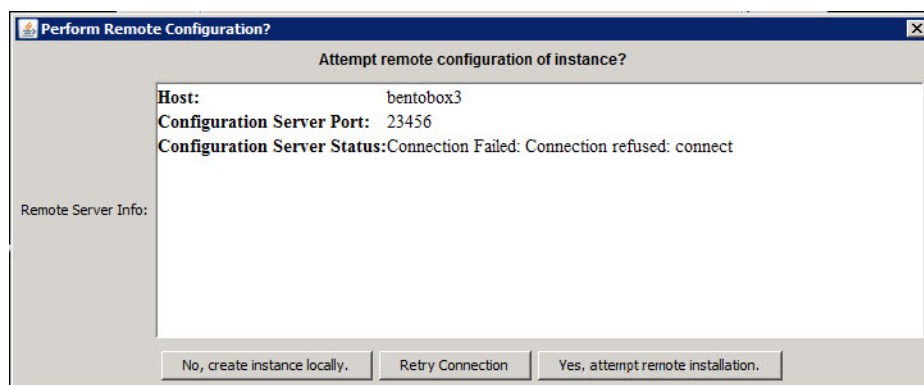 Perform Remote Configuration?
Attempt remote configuration of instance?
Host: bentobox3
Configuration Server Port: 23456
Configuration Server Status:Connection Failed: Connection refused: connect
Remote Server Info:
No, create instance locally. Retry Connection Yes, attempt remote installation.